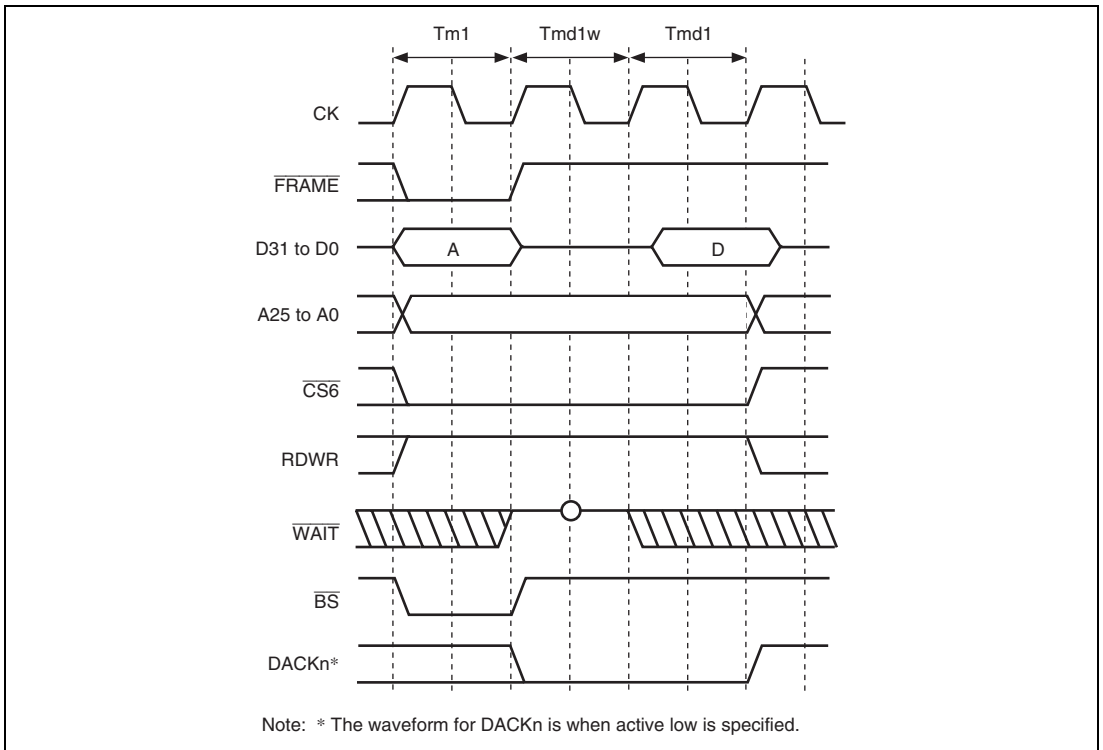 Tm1 Tmd1w Tmd1
CK
FRAME
D31 to D0 A D
A25 to A0
CS6
RDWR
WAIT
BS
DACKn*
Note: * The waveform for DACKn is when active low is specified.